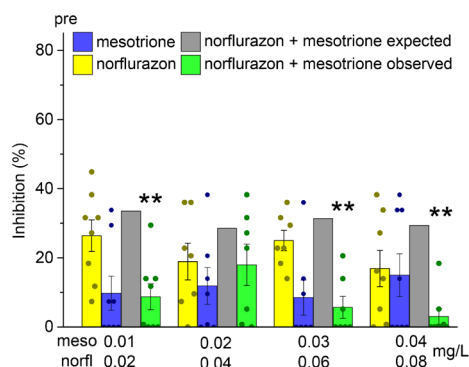 pre
mesotrione norflurazon + mesotrione expected
norflurazon norflurazon + mesotrione observed
Inhibition (%)
80
60
40
20
0
** ** **
meso 0.01 0.02 0.03 0.04 mg/L
norfl 0.02 0.04 0.06 0.08